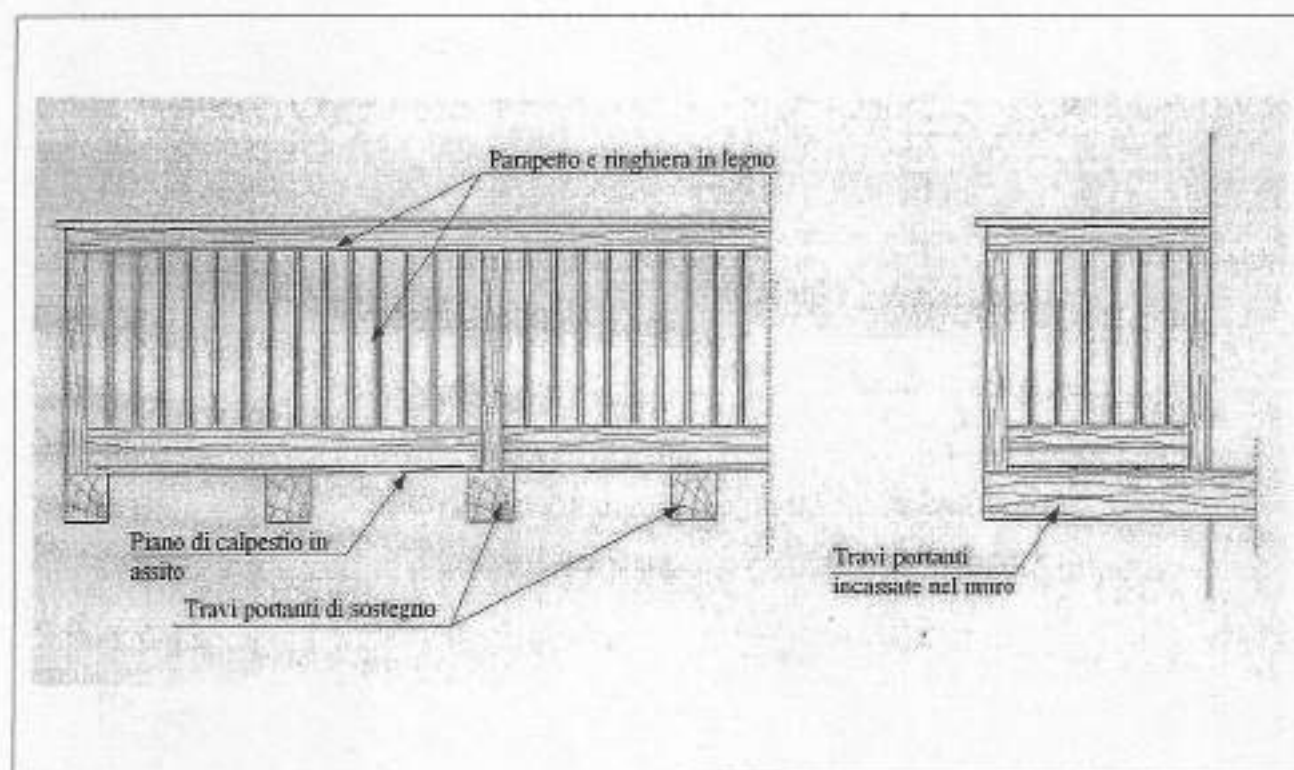 Parapetto e ringhiera in legno
Piano di calpestio in
assito
Travi portanti di sostegno
Travi portanti
incassate nel muro